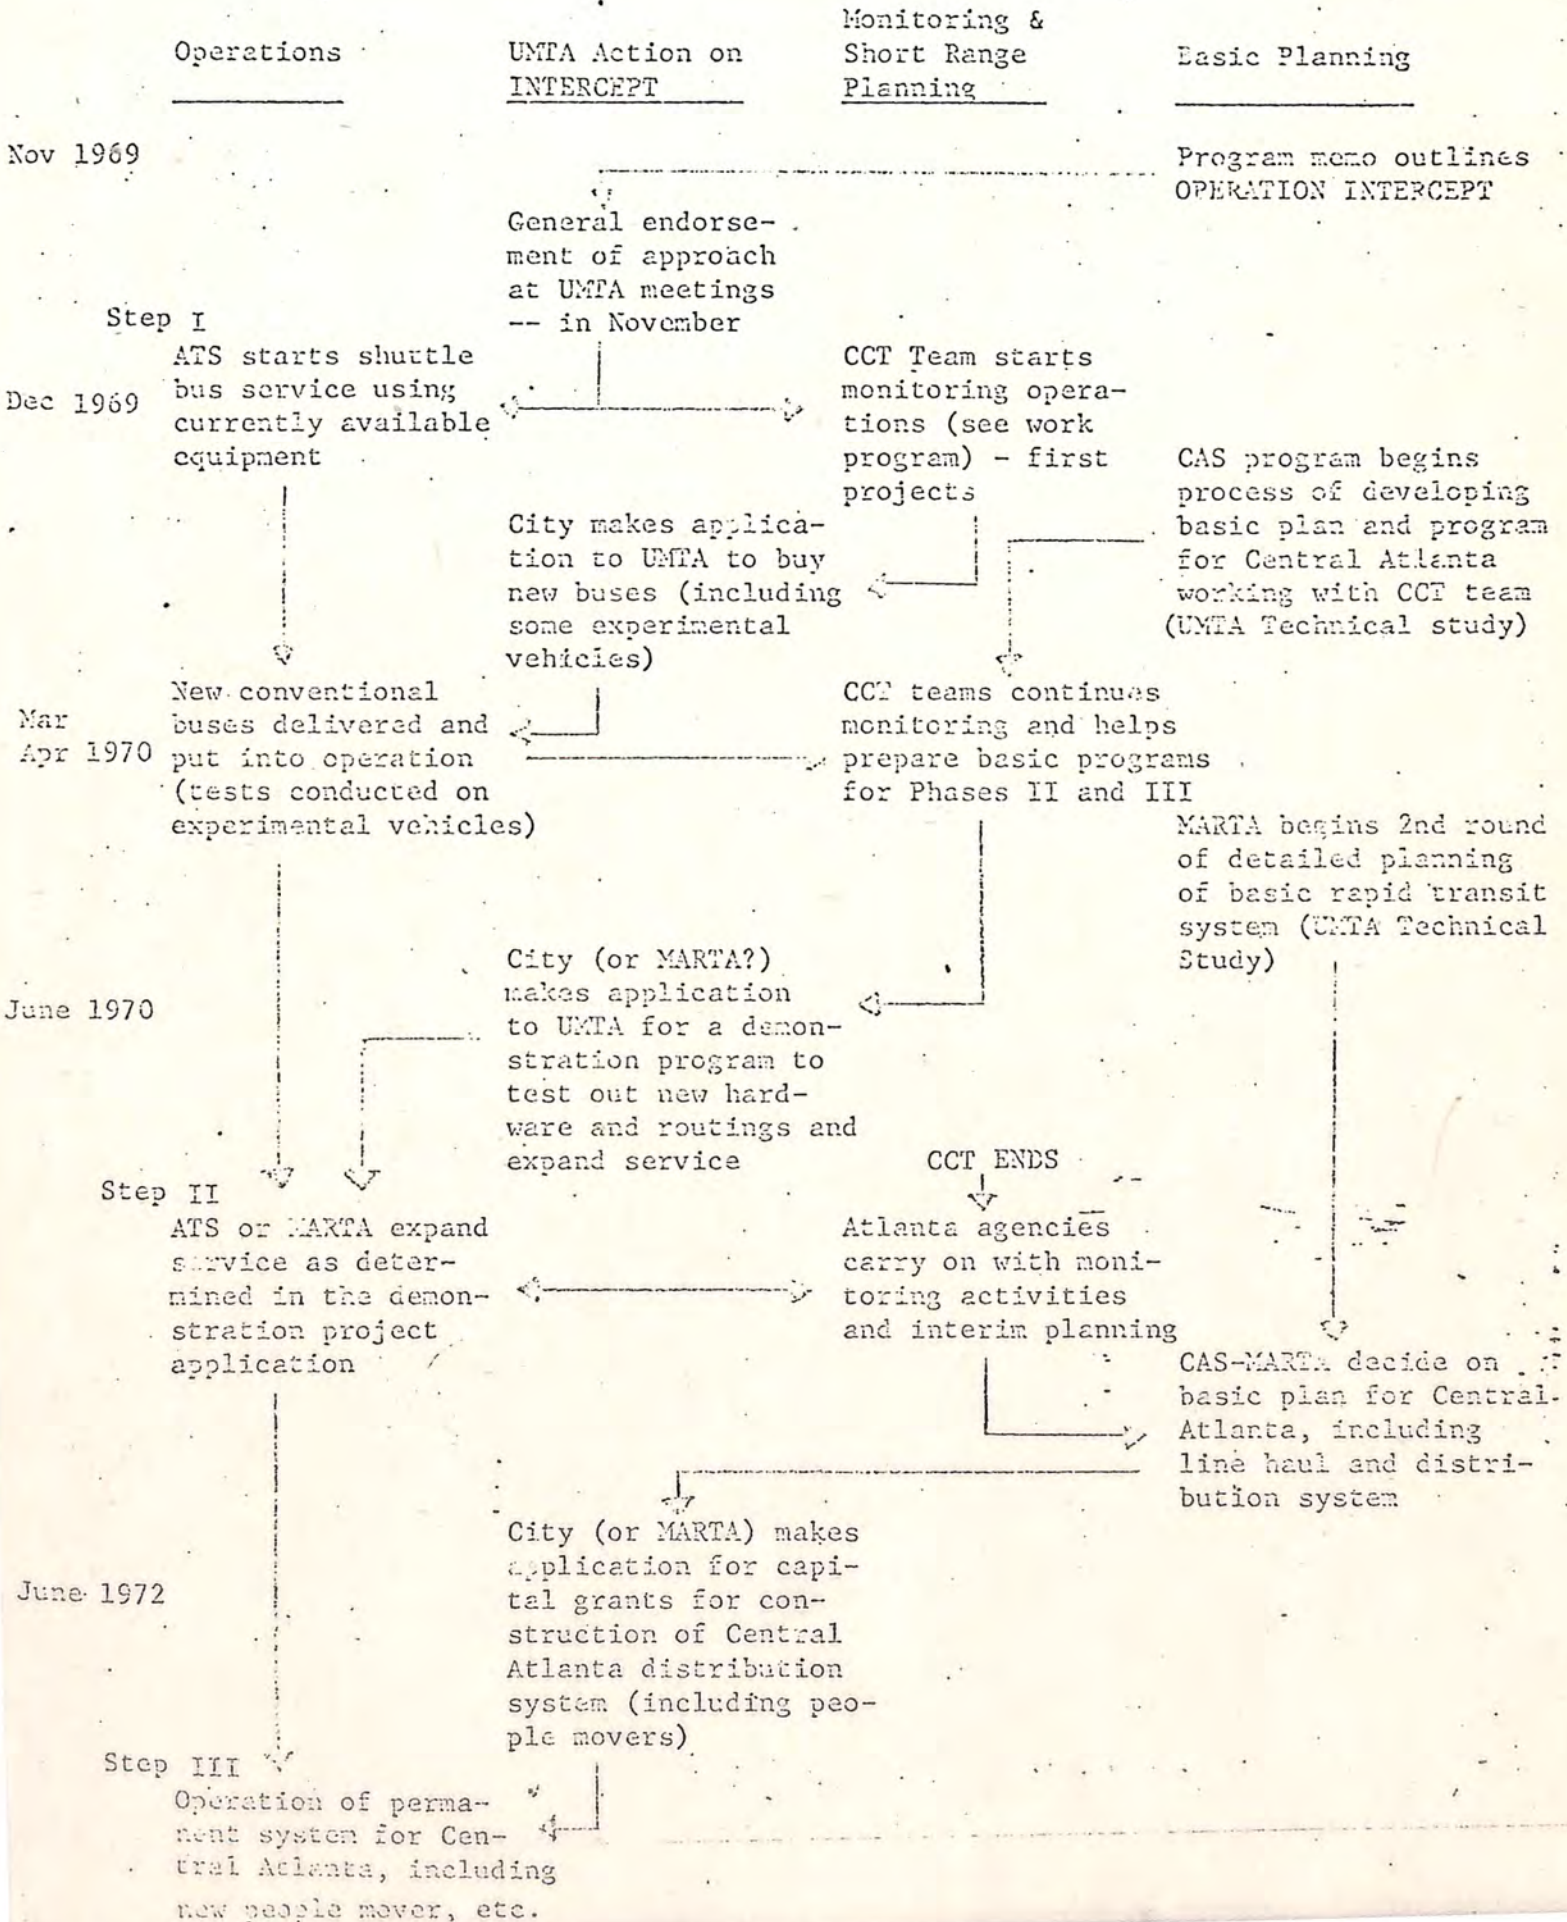 Operations
UMTA Action on
INTERCEPT
Monitoring &
Short Range
Planning
Basic Planning
Nov 1969
Program memo outlines
OPERATION INTERCEPT
General endorse-
ment of approach
at UMTA meetings
-- in November
Step I
ATS starts shuttle
bus service using
currently available
equipment
Dec 1969
CCT Team starts
monitoring opera-
tions (see work
program) - first
projects
CAS program begins
process of developing
basic plan and program
for Central Atlanta
working with CCT team
(UMTA Technical study)
City makes applica-
tion to UMTA to buy
new buses (including
some experimental
vehicles)
Mar
Apr 1970
New conventional
buses delivered and
put into operation
(tests conducted on
experimental vehicles)
CCT teams continues
monitoring and helps
prepare basic programs
for Phases II and III
MARTA begins 2nd round
of detailed planning
of basic rapid transit
system (UMTA Technical
Study)
June 1970
City (or MARTA?)
makes application
to UMTA for a demon-
stration program to
test out new hard-
ware and routings and
expand service
CCT ENDS
Step II
ATS or MARTA expand
service as deter-
mined in the demon-
stration project
application
Atlanta agencies
carry on with moni-
toring activities
and interim planning
CAS-MARTA decide on
basic plan for Central
Atlanta, including
line haul and distri-
bution system
June 1972
City (or MARTA) makes
application for capi-
tal grants for con-
struction of Central
Atlanta distribution
system (including peo-
ple movers)
Step III
Operation of perma-
nent system for Cen-
tral Atlanta, including
new people mover, etc.